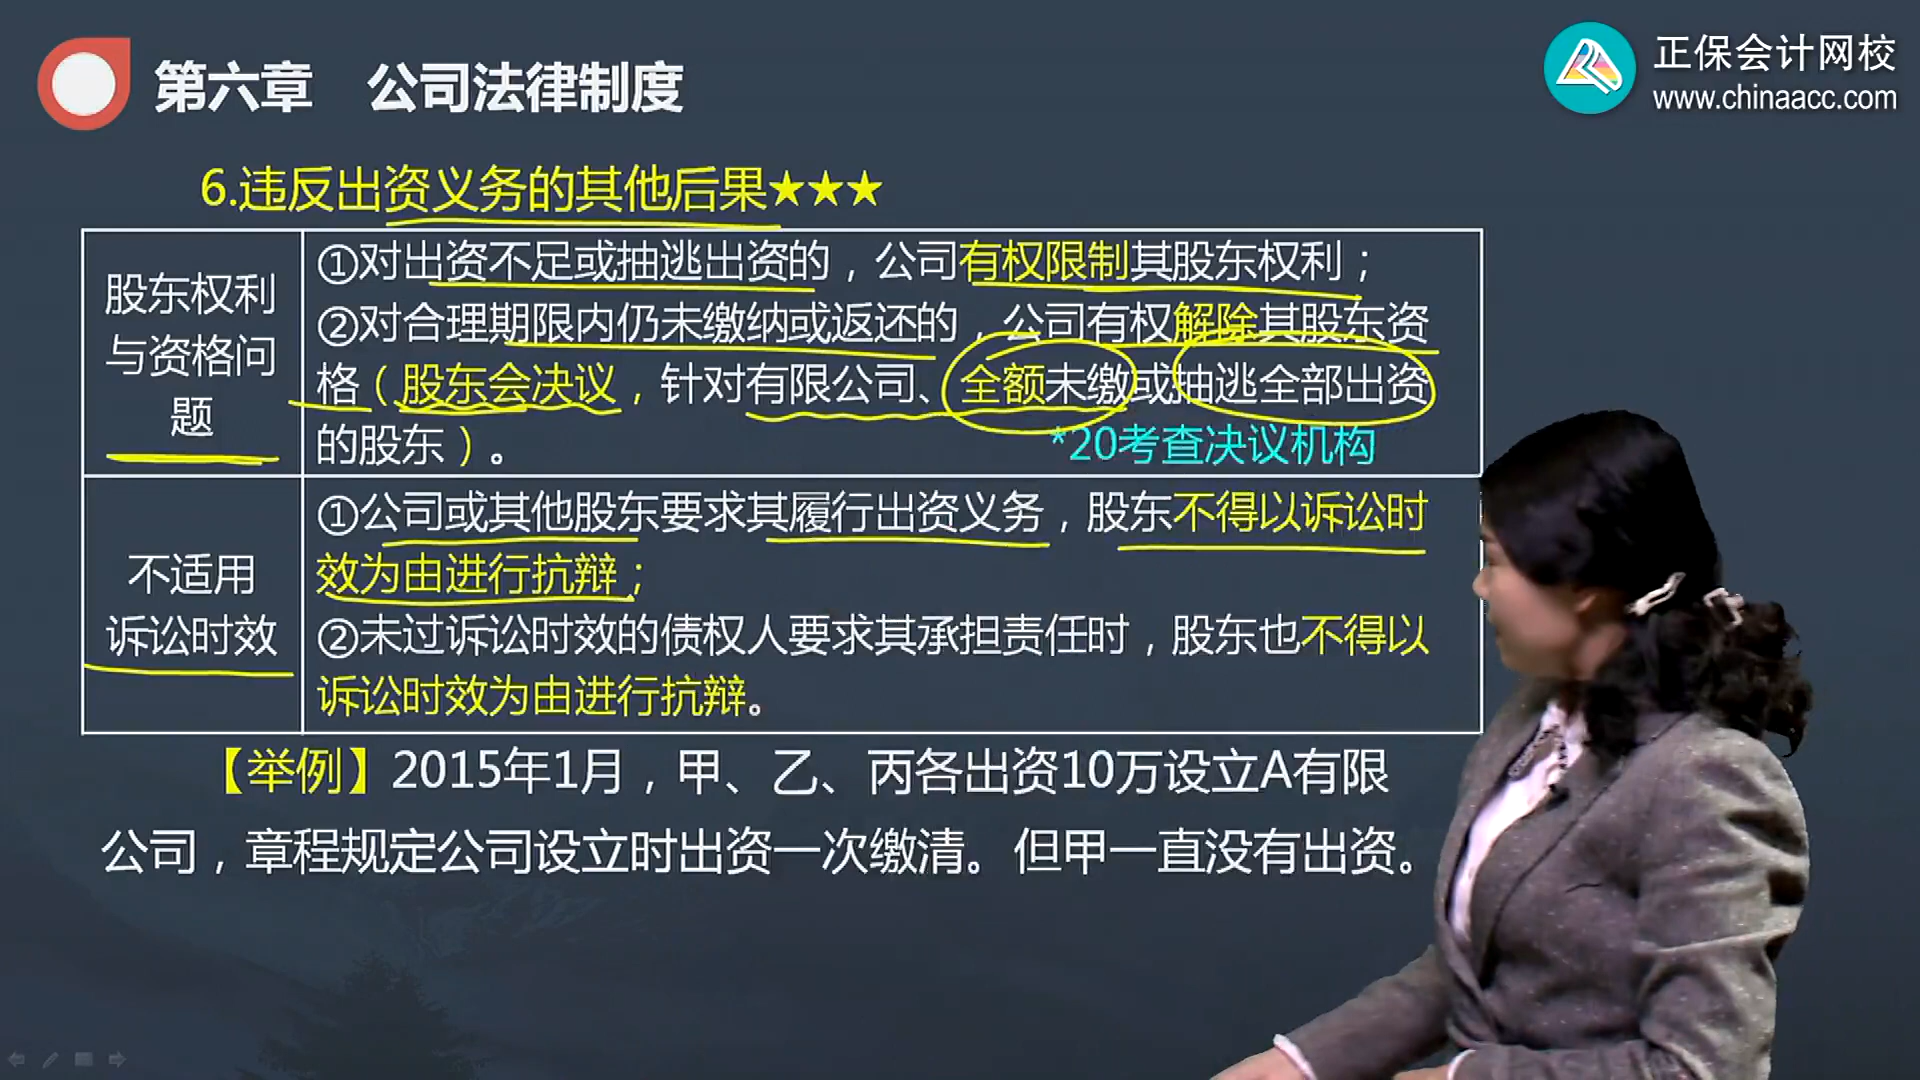 第六章 公司法律制度
正保会计网校
www.chinaacc.com
6.违反出资义务的其他后果★★★
股东权利
与资格问
题
①对出资不足或抽逃出资的，公司有权限制其股东权利；
②对合理期限内仍未缴纳或返还的，公司有权解除其股东资
格（股东会决议，针对有限公司、全额未缴或抽逃全部出资
的股东）。
*20考查决议机构
不适用
诉讼时效
①公司或其他股东要求其履行出资义务，股东不得以诉讼时
效为由进行抗辩；
②未过诉讼时效的债权人要求其承担责任时，股东也不得以
诉讼时效为由进行抗辩。
【举例】2015年1月，甲、乙、丙各出资10万设立A有限
公司，章程规定公司设立时出资一次缴清。但甲一直没有出资。